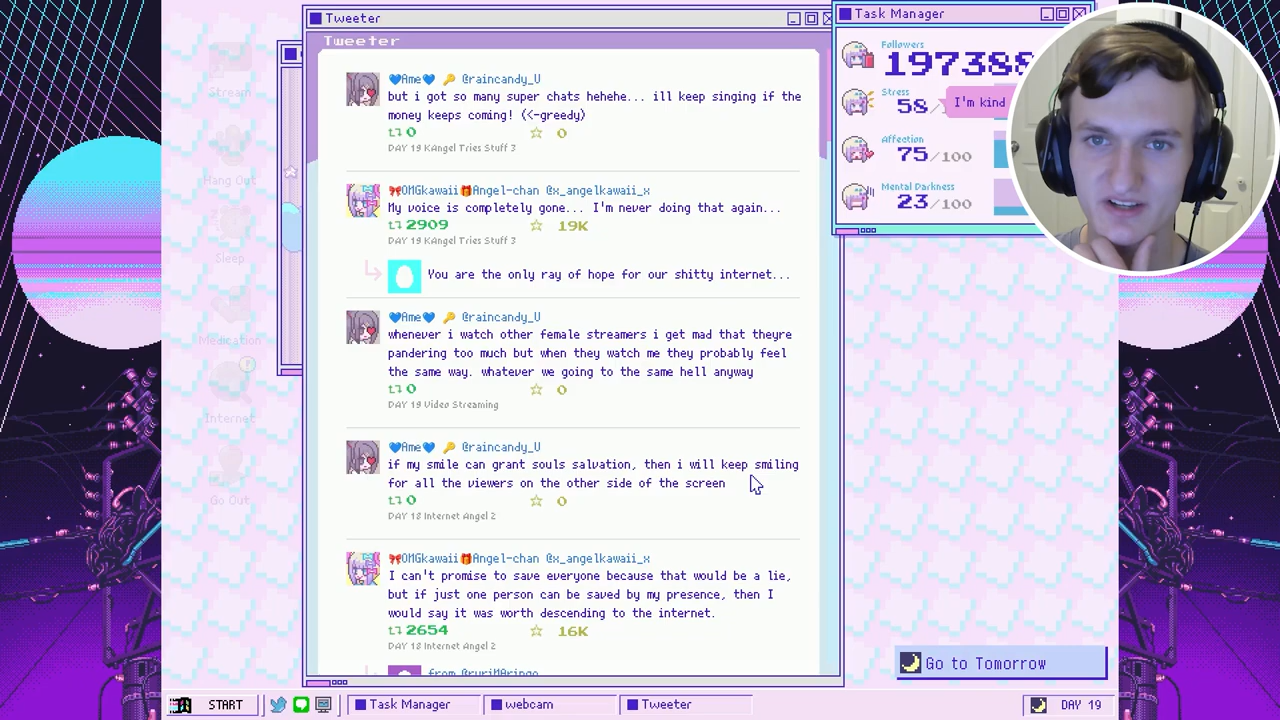 Tweeter
Tweeter
💙Ame💙 🔑 @raincandy_U
but i got so many super chats hehehe... ill keep singing if the
money keeps coming! (<-greedy)
0 0
DAY 19 KAngel Tries Stuff 3
🎀OMGkawaii🎁Angel-chan @x_angelkawaii_x
My voice is completely gone... I'm never doing that again...
2909 19K
DAY 19 KAngel Tries Stuff 3
You are the only ray of hope for our shitty internet...
💙Ame💙 🔑 @raincandy_U
whenever i watch other female streamers i get mad that theyre
pandering too much but when they watch me they probably feel
the same way. whatever we going to the same hell anyway
0 0
DAY 19 Video Streaming
💙Ame💙 🔑 @raincandy_U
if my smile can grant souls salvation, then i will keep smiling
for all the viewers on the other side of the screen
0 0
DAY 18 Internet Angel 2
🎀OMGkawaii🎁Angel-chan @x_angelkawaii_x
I can't promise to save everyone because that would be a lie,
but if just one person can be saved by my presence, then I
would say it was worth descending to the internet.
2654 16K
DAY 18 Internet Angel 2
Task Manager
Followers
197388
Stress
58
I'm kind
Affection
75/100
Mental Darkness
23/100
Stream
Hang Out
Sleep
Medication
Internet
Go Out
Go to Tomorrow
START
Task Manager
webcam
Tweeter
DAY 19